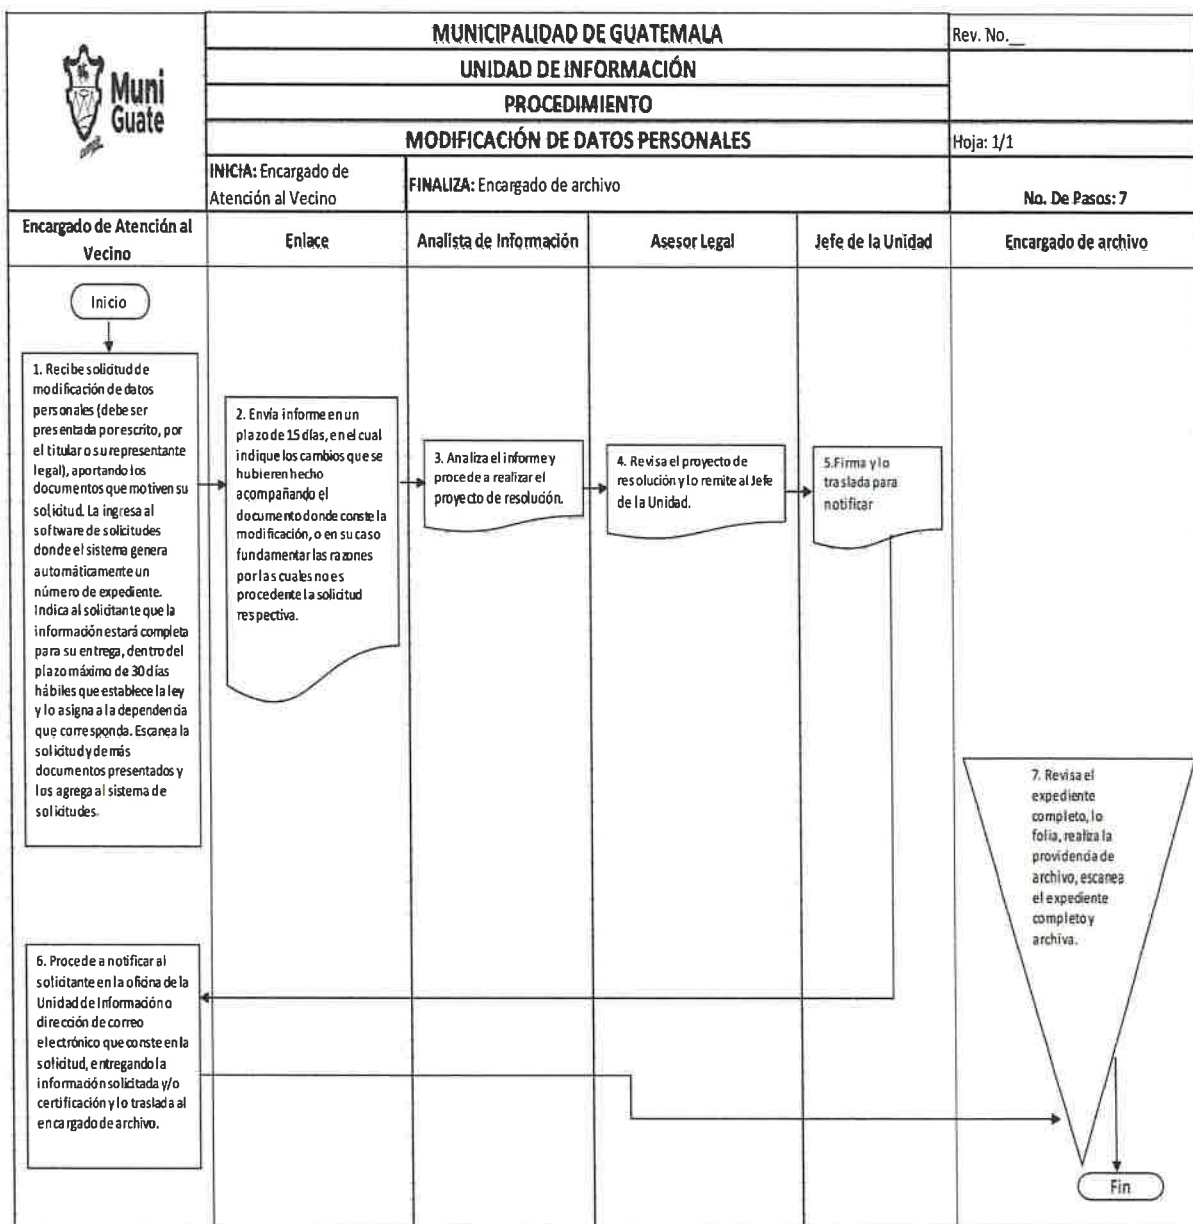 Muni
Guate
MUNICIPALIDAD DE GUATEMALA
UNIDAD DE INFORMACIÓN
PROCEDIMIENTO
MODIFICACIÓN DE DATOS PERSONALES
Rev. No.__
Hoja: 1/1
INICIA: Encargado de
Atención al Vecino
FINALIZA: Encargado de archivo
No. De Pasos: 7
Encargado de Atención al
Vecino
Enlace
Analista de Información
Asesor Legal
Jefe de la Unidad
Encargado de archivo
Inicio
1. Recibe solicitud de
modificación de datos
personales (debe ser
presentada por escrito, por
el titular o su representante
legal), aportando los
documentos que motiven su
solicitud. La ingresa al
software de solicitudes
donde el sistema genera
automáticamente un
número de expediente.
Indica al solicitante que la
información estará completa
para su entrega, dentro del
plazo máximo de 30 días
hábiles que establece la ley
y lo asigna a la dependencia
que corresponda. Escanea la
solicitud y demás
documentos presentados y
los agrega al sistema de
solicitudes.
2. Envía informe en un
plazo de 15 días, en el cual
indique los cambios que se
hubieren hecho
acompañando el
documento donde conste la
modificación, o en su caso
fundamentar las razones
por las cuales no es
procedente la solicitud
respectiva.
3. Analiza el informe y
procede a realizar el
proyecto de resolución.
4. Revisa el proyecto de
resolución y lo remite al Jefe
de la Unidad.
5.Firma y lo
traslada para
notificar
6. Procede a notificar al
solicitante en la oficina de la
Unidad de Información o
dirección de correo
electrónico que conste en la
solicitud, entregando la
información solicitada y/o
certificación y lo traslada al
encargado de archivo.
7. Revisa el
expediente
completo, lo
folia, realiza la
providencia de
archivo, escanea
el expediente
completo y
archiva.
Fin